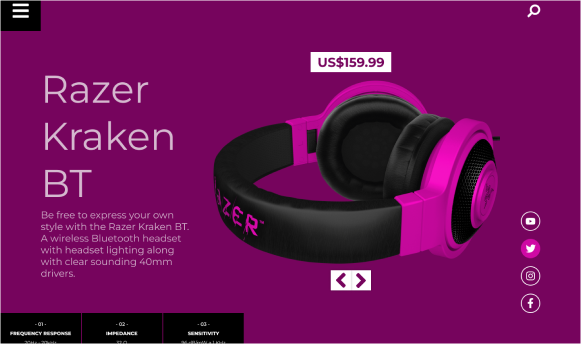 US$159.99
Razer
Kraken
BT
Be free to express your own
style with the Razer Kraken BT.
A wireless Bluetooth headset
with headset lighting along
with clear sounding 40mm
drivers.
AZER™
- 01 -
FREQUENCY RESPONSE
- 02 -
IMPEDANCE
- 03 -
SENSITIVITY